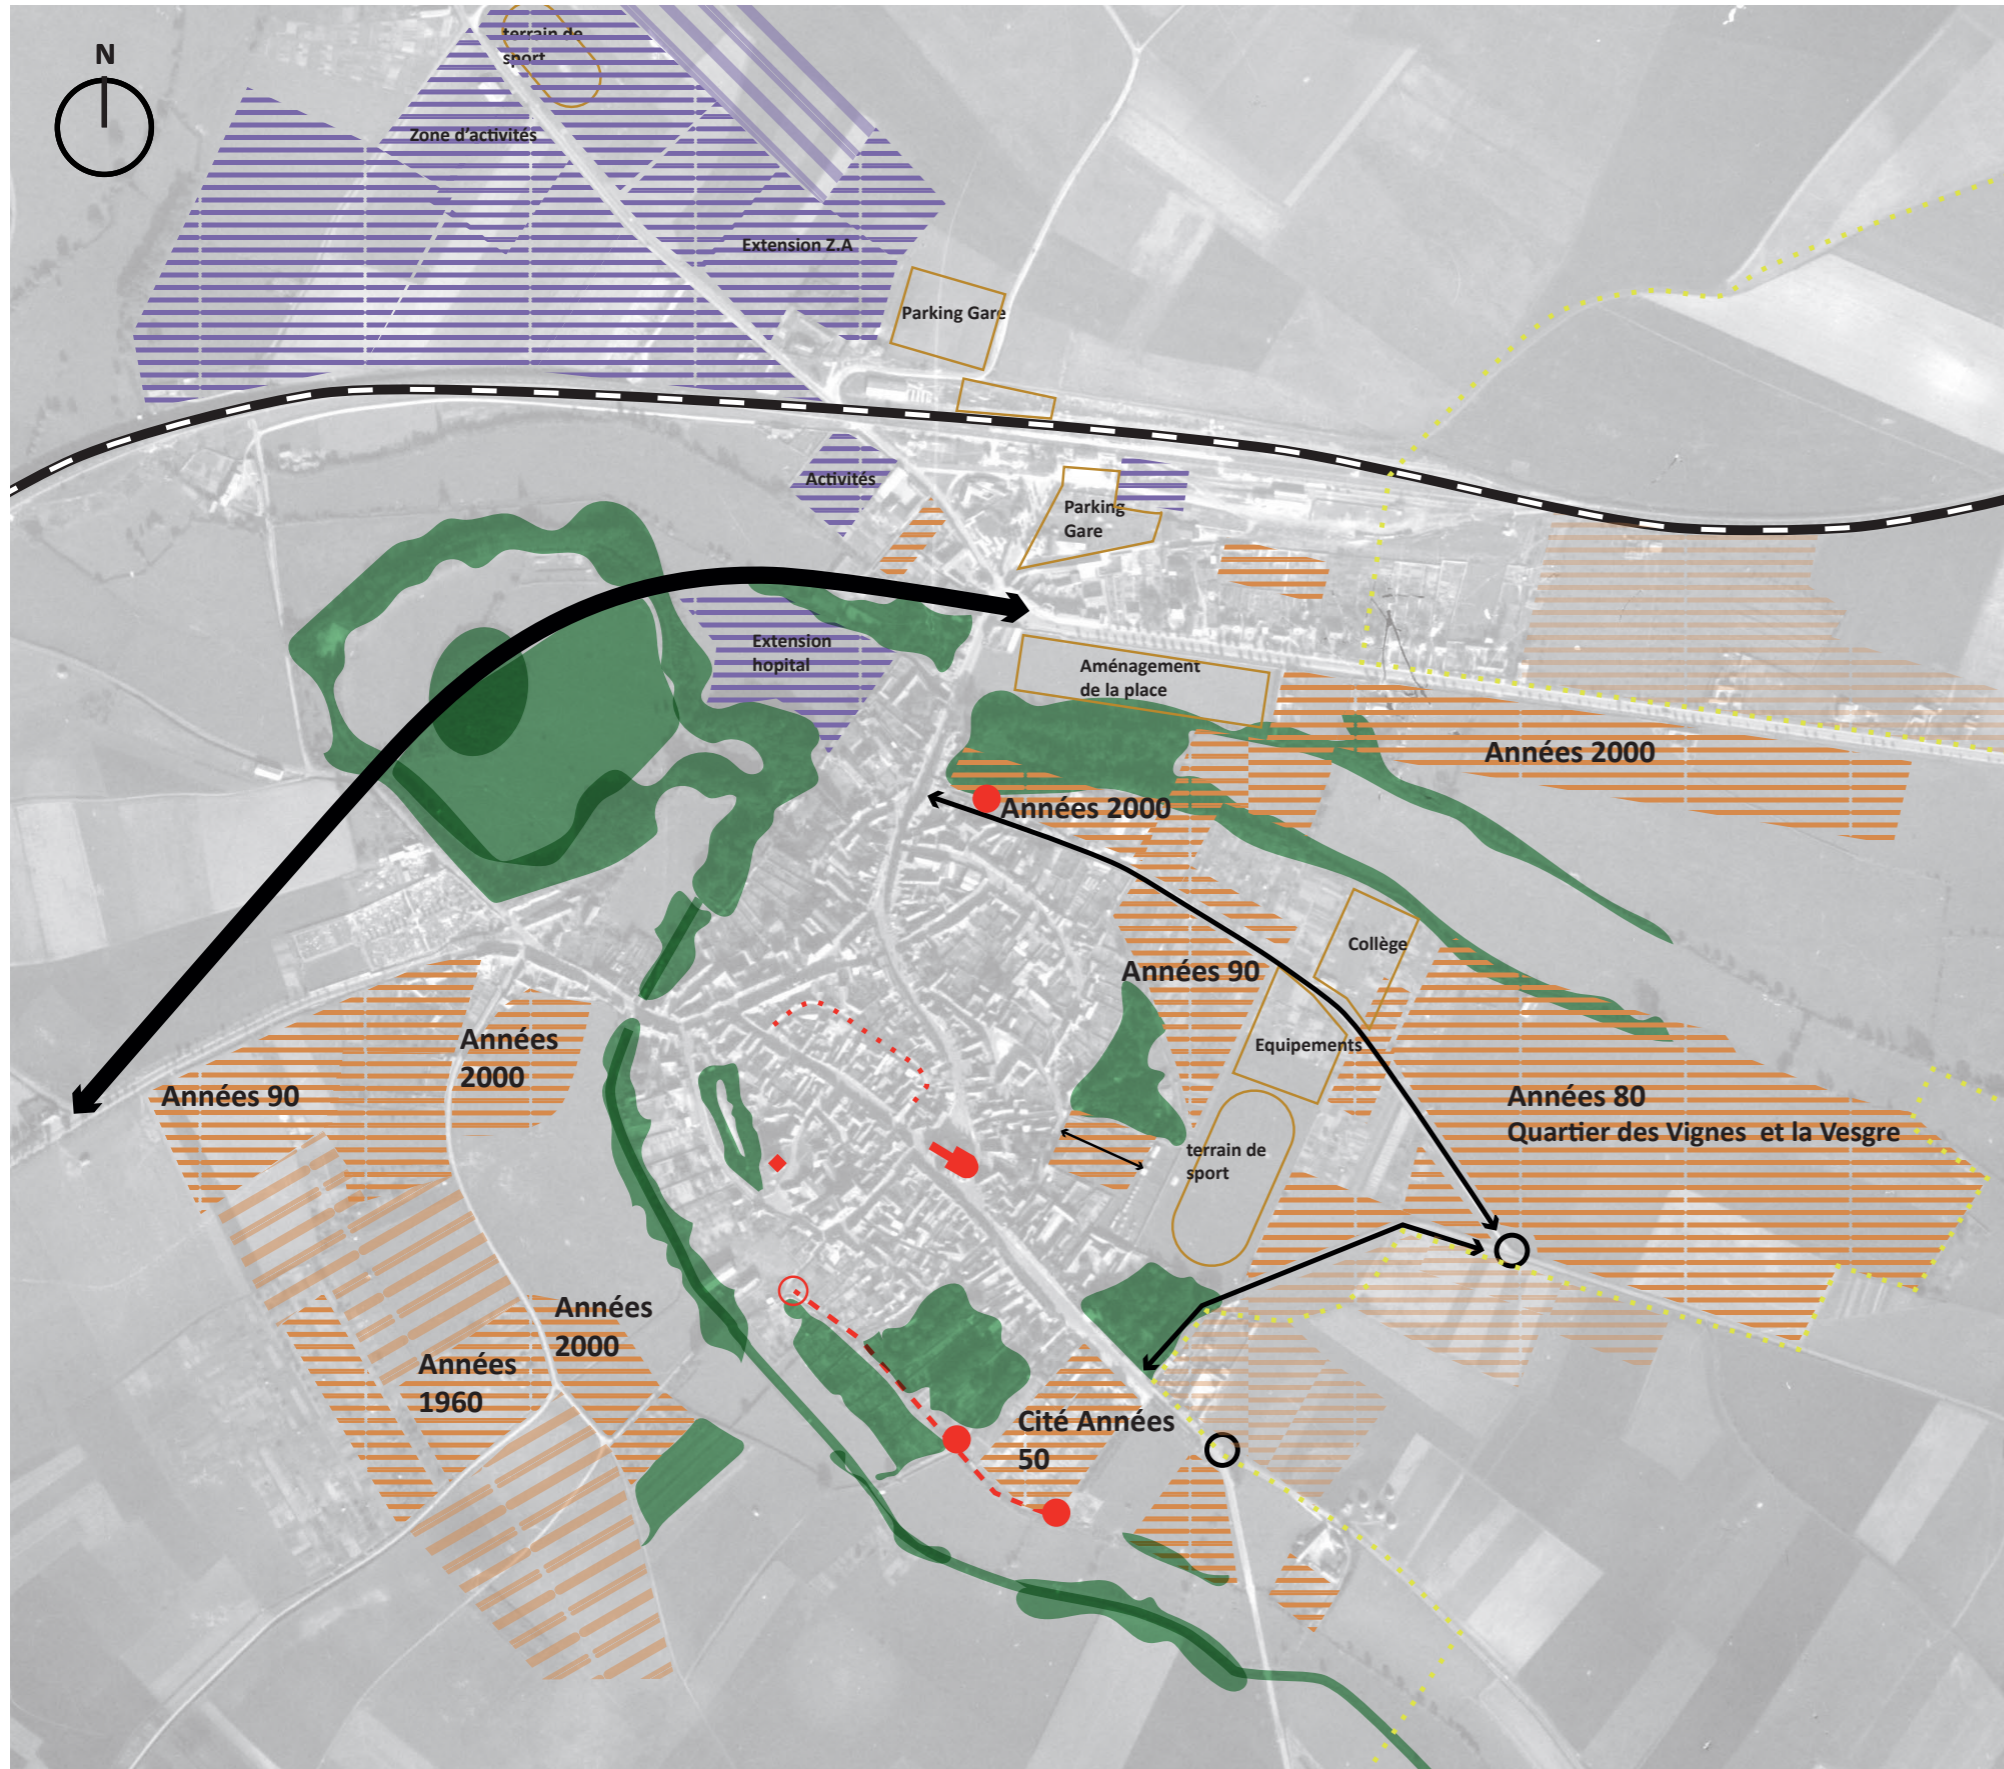 N
terrain de
sport
Zone d'activités
Extension Z.A
Parking Gare
Activités
Parking
Gare
Extension
hopital
Aménagement
de la place
Années 2000
Années 2000
Collège
Années 90
Equipements
Années
2000
Années 90
Années 80
Quartier des Vignes et la Vesgre
terrain de
sport
Années
2000
Années
1960
Cité Années
50